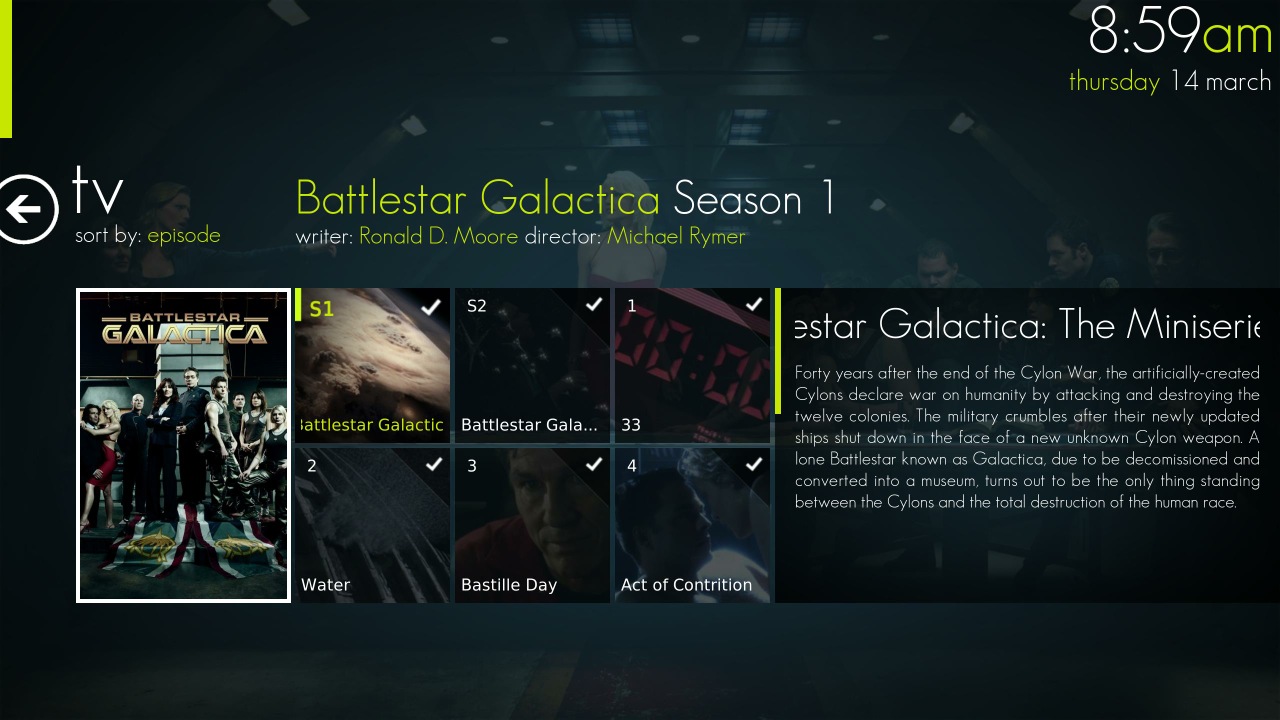 8:59am
thursday 14 march
tv
sort by: episode
Battlestar Galactica Season 1
writer: Ronald D. Moore director: Michael Rymer
BATTLESTAR
GALACTICA
S1
attlestar Galactic
S2
Battlestar Gala...
1
00:00
33
2
Water
3
Bastille Day
4
Act of Contrition
estar Galactica: The Miniserie
Forty years after the end of the Cylon War, the artificially-created
Cylons declare war on humanity by attacking and destroying the
twelve colonies. The military crumbles after their newly updated
ships shut down in the face of a new unknown Cylon weapon. A
lone Battlestar known as Galactica, due to be decomissioned and
converted into a museum, turns out to be the only thing standing
between the Cylons and the total destruction of the human race.